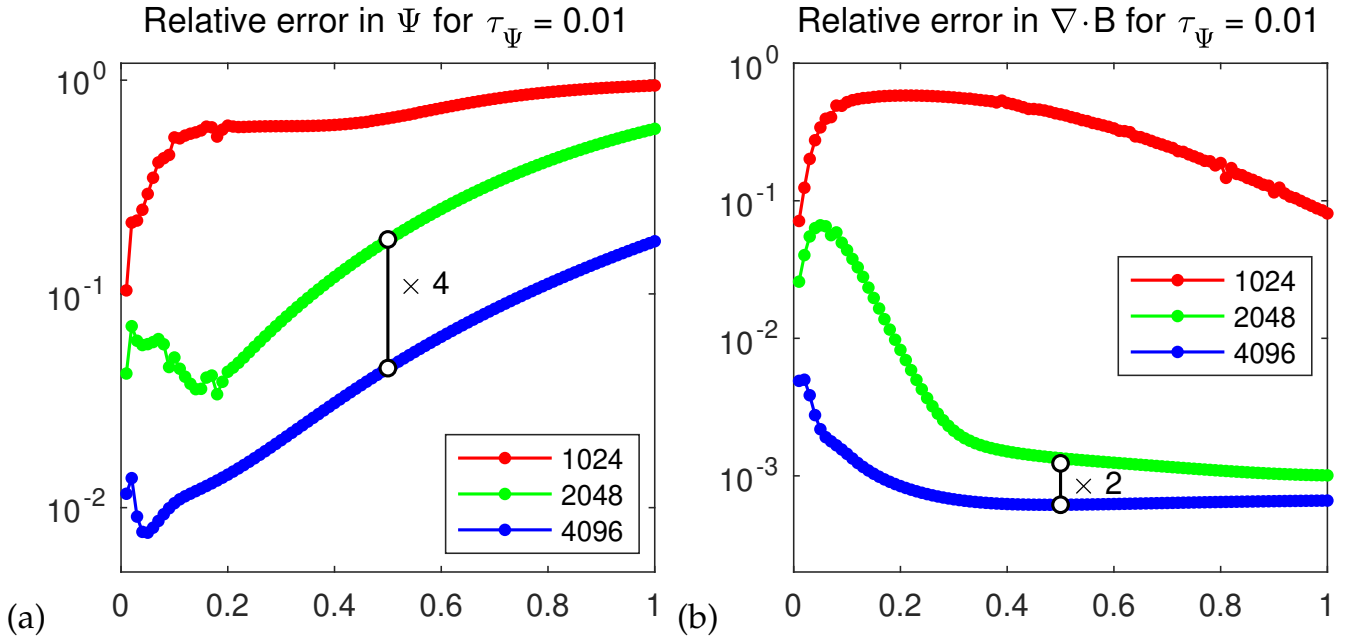 Relative error in Ψ for τ_Ψ = 0.01
10^0
10^-1
10^-2
× 4
1024
2048
4096
0 0.2 0.4 0.6 0.8 1
(a)
Relative error in ∇·B for τ_Ψ = 0.01
10^0
10^-1
10^-2
10^-3
1024
2048
4096
× 2
0 0.2 0.4 0.6 0.8 1
(b)